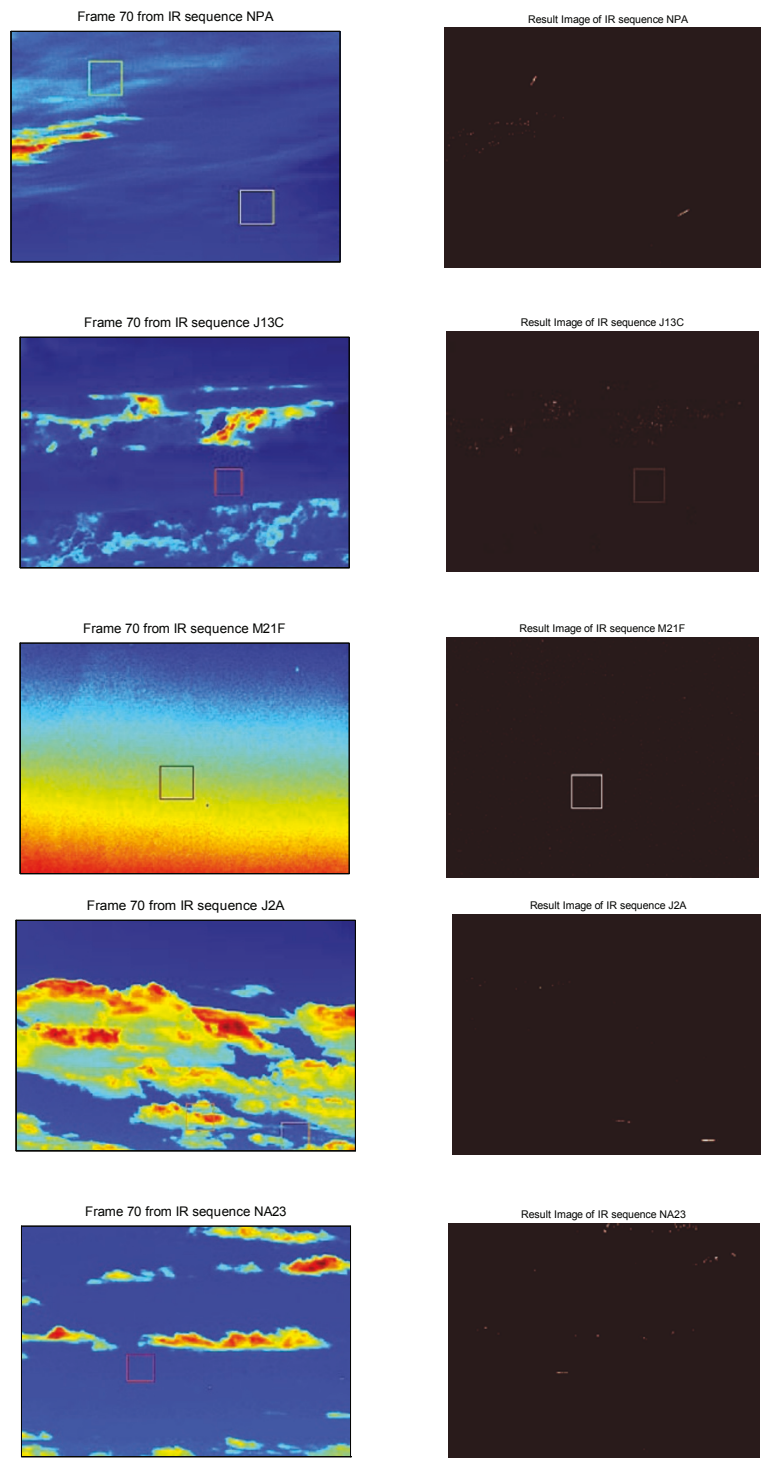 Frame 70 from IR sequence NPA
Result Image of IR sequence NPA
Frame 70 from IR sequence J13C
Result Image of IR sequence J13C
Frame 70 from IR sequence M21F
Result Image of IR sequence M21F
Frame 70 from IR sequence J2A
Result Image of IR sequence J2A
Frame 70 from IR sequence NA23
Result Image of IR sequence NA23